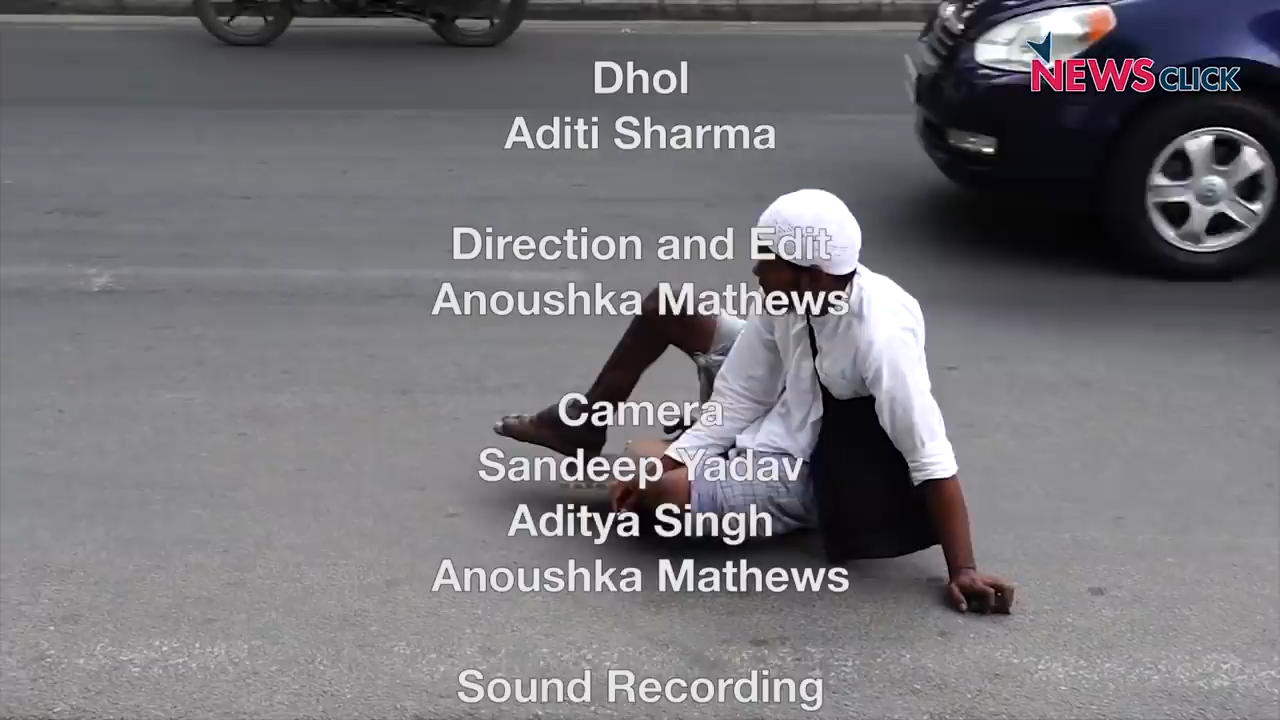 NEWSCLICK
Dhol
Aditi Sharma
Direction and Edit
Anoushka Mathews
Camera
Sandeep Yadav
Aditya Singh
Anoushka Mathews
Sound Recording